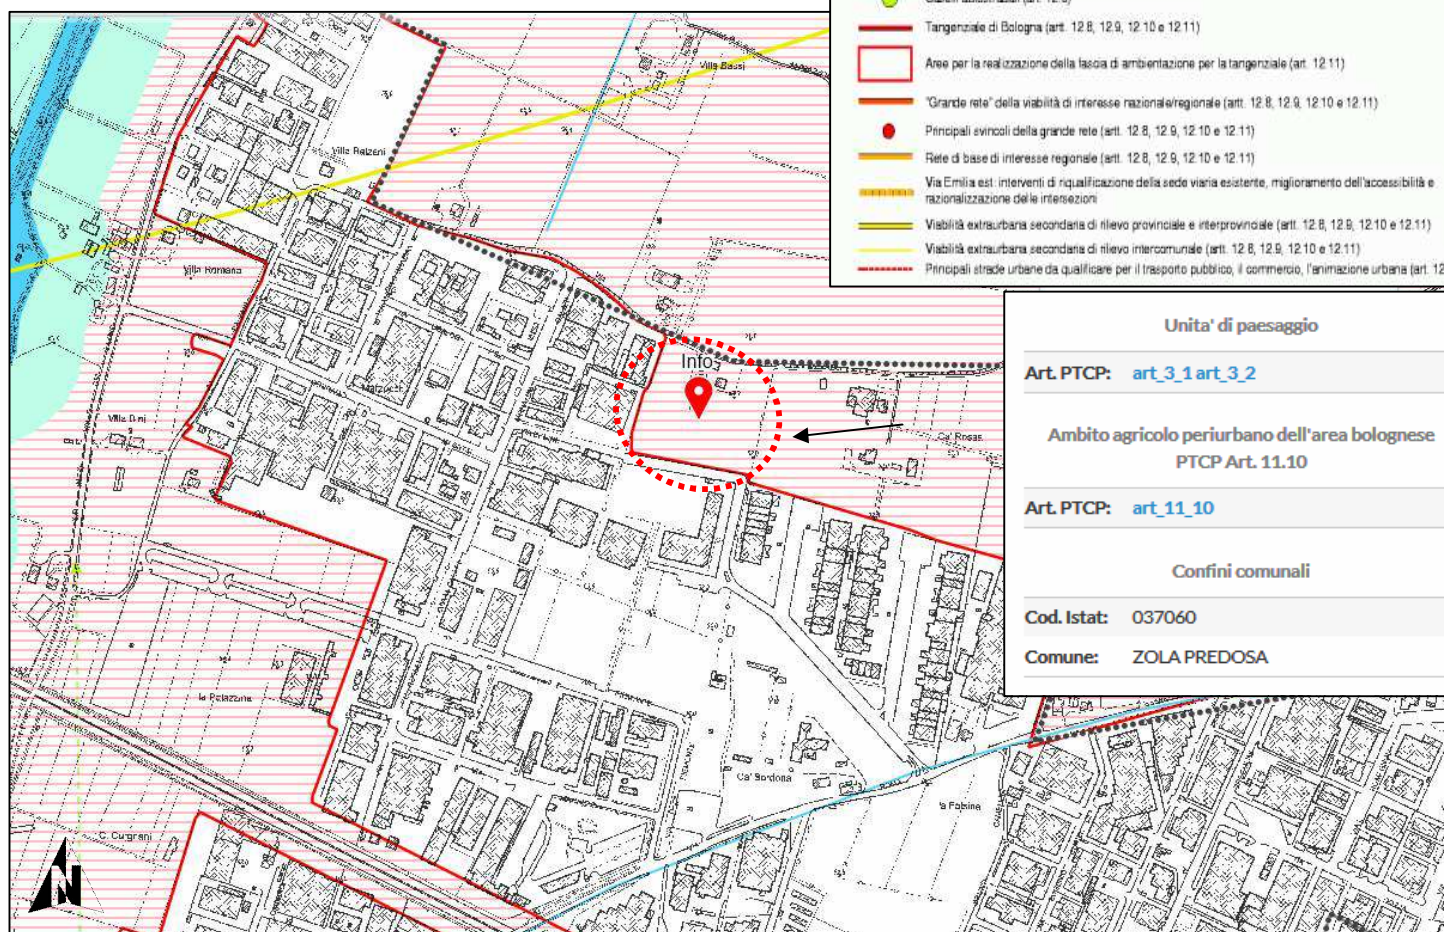 Tangenziale di Bologna (artt. 12.8, 12.9, 12.10 e 12.11)
Aree per la realizzazione della fascia di ambientazione per la tangenziale (art. 12.11)
"Grande rete" della viabilità di interesse nazionale/regionale (artt. 12.8, 12.9, 12.10 e 12.11)
Principali svincoli della grande rete (artt. 12.8, 12.9, 12.10 e 12.11)
Rete di base di interesse regionale (artt. 12.8, 12.9, 12.10 e 12.11)
Via Emilia est: interventi di riqualificazione della sede viaria esistente, miglioramento dell'accessibilità e
razionalizzazione delle intersezioni
Viabilità extraurbana secondaria di rilievo provinciale e interprovinciale (artt. 12.8, 12.9, 12.10 e 12.11)
Viabilità extraurbana secondaria di rilievo intercomunale (artt. 12.8, 12.9, 12.10 e 12.11)
Principali strade urbane da qualificare per il trasporto pubblico, il commercio, l'animazione urbana (art. 12
Unita' di paesaggio
Art. PTCP: art_3_1 art_3_2
Ambito agricolo periurbano dell'area bolognese
PTCP Art. 11.10
Art. PTCP: art_11_10
Confini comunali
Cod. Istat: 037060
Comune: ZOLA PREDOSA
Villa Balzani
Villa Romana
Info
Ca' Rosas
la Palazzina
Ca' Bordona
la Felsina
N